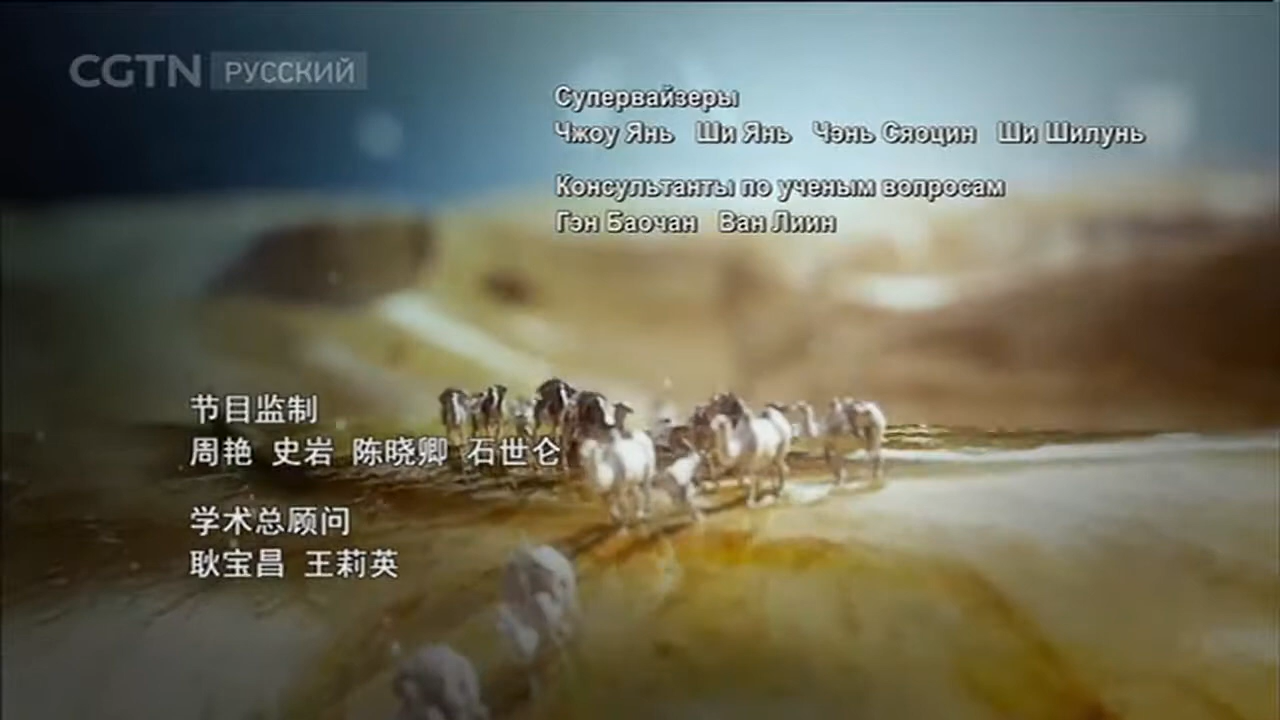 CGTN РУССКИЙ
Супервайзеры
Чжоу Янь Ши Янь Чэнь Сяоцин Ши Шилунь
Консультанты по ученым вопросам
Гэн Баочан Ван Лиин
节目监制
周艳 史岩 陈晓卿 石世仑
学术总顾问
耿宝昌 王莉英